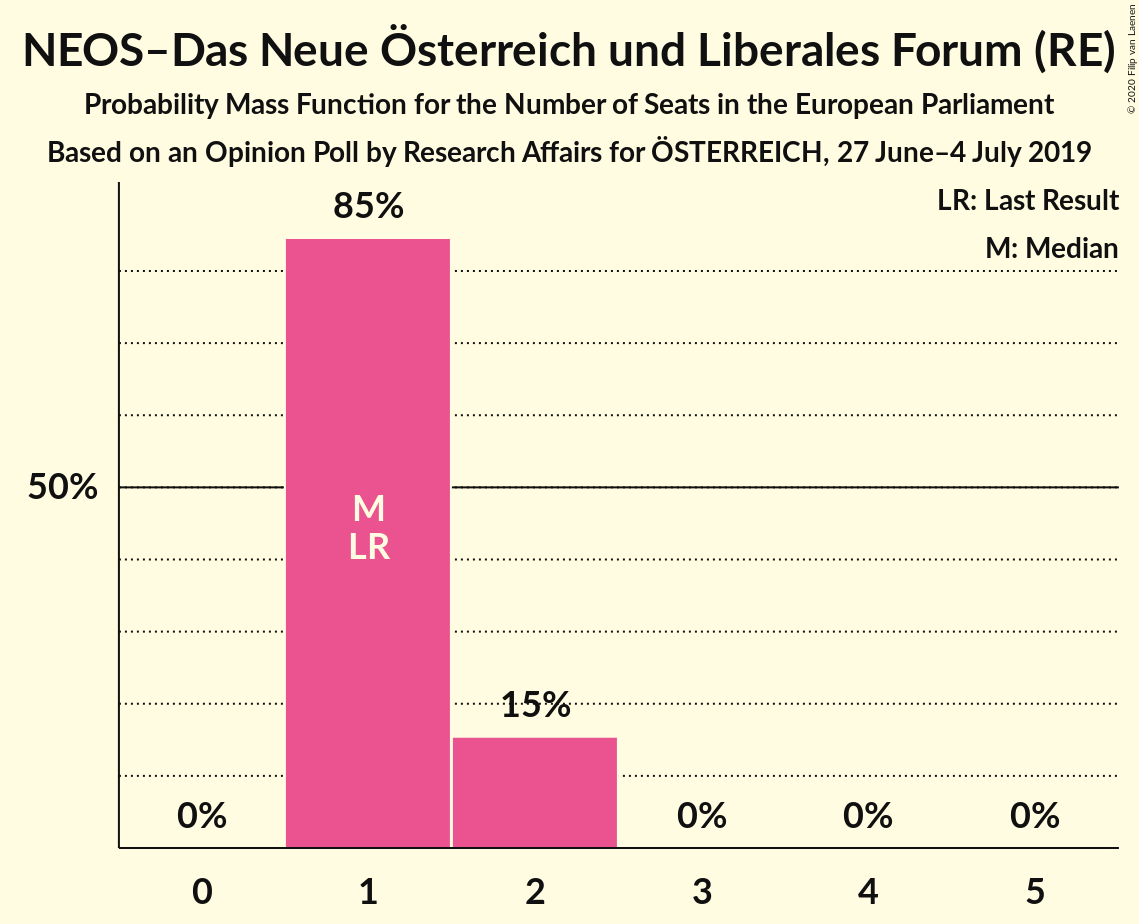 NEOS–Das Neue Österreich und Liberales Forum (RE)
Probability Mass Function for the Number of Seats in the European Parliament
Based on an Opinion Poll by Research Affairs for ÖSTERREICH, 27 June–4 July 2019
© 2020 Filip van Laenen
LR: Last Result
M: Median
85%
50%
M
LR
15%
0%
0%
0%
0%
0 1 2 3 4 5